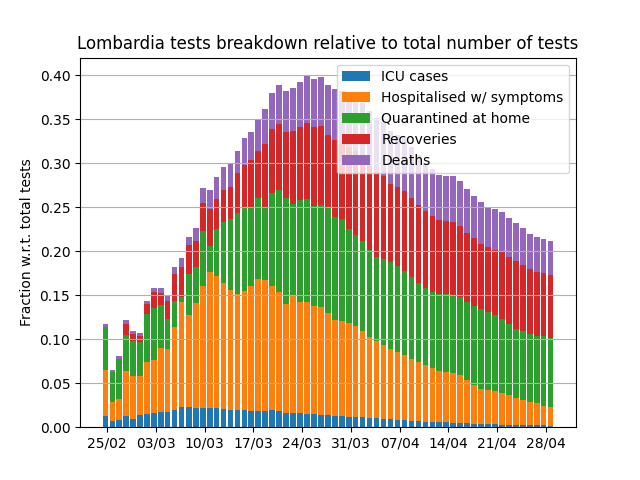 Lombardia tests breakdown relative to total number of tests
Fraction w.r.t. total tests
0.40
0.35
0.30
0.25
0.20
0.15
0.10
0.05
0.00
ICU cases
Hospitalised w/ symptoms
Quarantined at home
Recoveries
Deaths
25/02 03/03 10/03 17/03 24/03 31/03 07/04 14/04 21/04 28/04